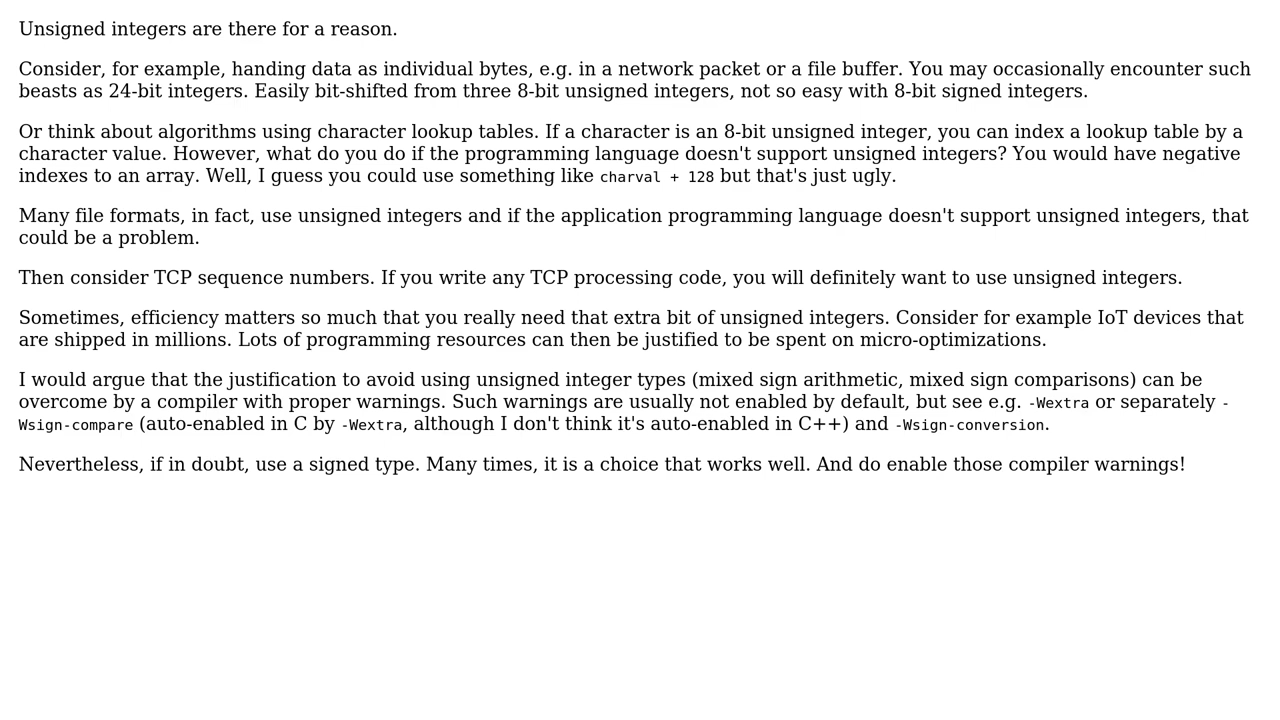 Unsigned integers are there for a reason.
Consider, for example, handing data as individual bytes, e.g. in a network packet or a file buffer. You may occasionally encounter such
beasts as 24-bit integers. Easily bit-shifted from three 8-bit unsigned integers, not so easy with 8-bit signed integers.
Or think about algorithms using character lookup tables. If a character is an 8-bit unsigned integer, you can index a lookup table by a
character value. However, what do you do if the programming language doesn't support unsigned integers? You would have negative
indexes to an array. Well, I guess you could use something like charval + 128 but that's just ugly.
Many file formats, in fact, use unsigned integers and if the application programming language doesn't support unsigned integers, that
could be a problem.
Then consider TCP sequence numbers. If you write any TCP processing code, you will definitely want to use unsigned integers.
Sometimes, efficiency matters so much that you really need that extra bit of unsigned integers. Consider for example IoT devices that
are shipped in millions. Lots of programming resources can then be justified to be spent on micro-optimizations.
I would argue that the justification to avoid using unsigned integer types (mixed sign arithmetic, mixed sign comparisons) can be
overcome by a compiler with proper warnings. Such warnings are usually not enabled by default, but see e.g. -Wextra or separately -
Wsign-compare (auto-enabled in C by -Wextra, although I don't think it's auto-enabled in C++) and -Wsign-conversion.
Nevertheless, if in doubt, use a signed type. Many times, it is a choice that works well. And do enable those compiler warnings!